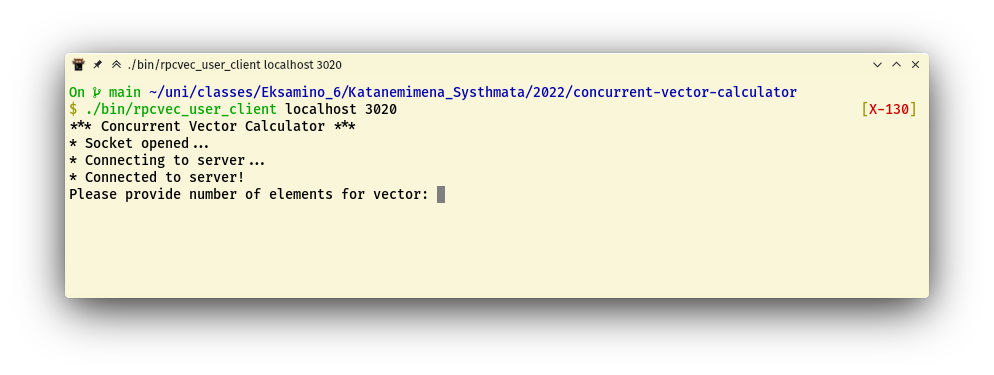 ./bin/rpcvec_user_client localhost 3020
On main ~/uni/classes/Eksamino_6/Katanemimena_Systhmata/2022/concurrent-vector-calculator
$ ./bin/rpcvec_user_client localhost 3020 [X-130]
*** Concurrent Vector Calculator ***
* Socket opened...
* Connecting to server...
* Connected to server!
Please provide number of elements for vector: